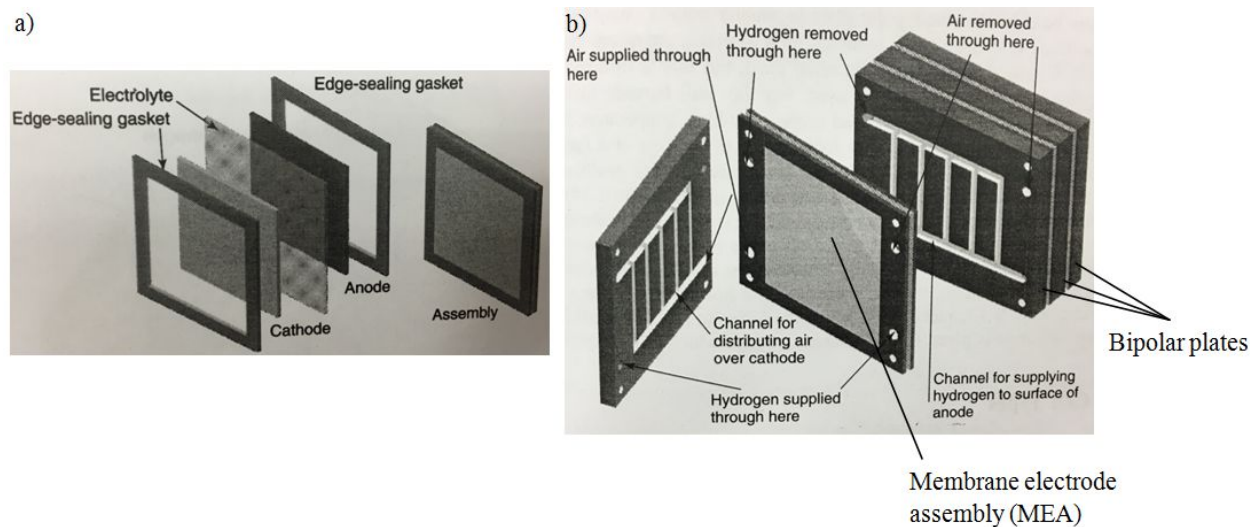 a)
Edge-sealing gasket
Electrolyte
Edge-sealing gasket
Anode
Cathode
Assembly
b)
Air supplied through
here
Hydrogen removed
through here
Air removed
through here
Channel for
distributing air
over cathode
Hydrogen supplied
through here
Channel for supplying
hydrogen to surface of
anode
Bipolar plates
Membrane electrode
assembly (MEA)